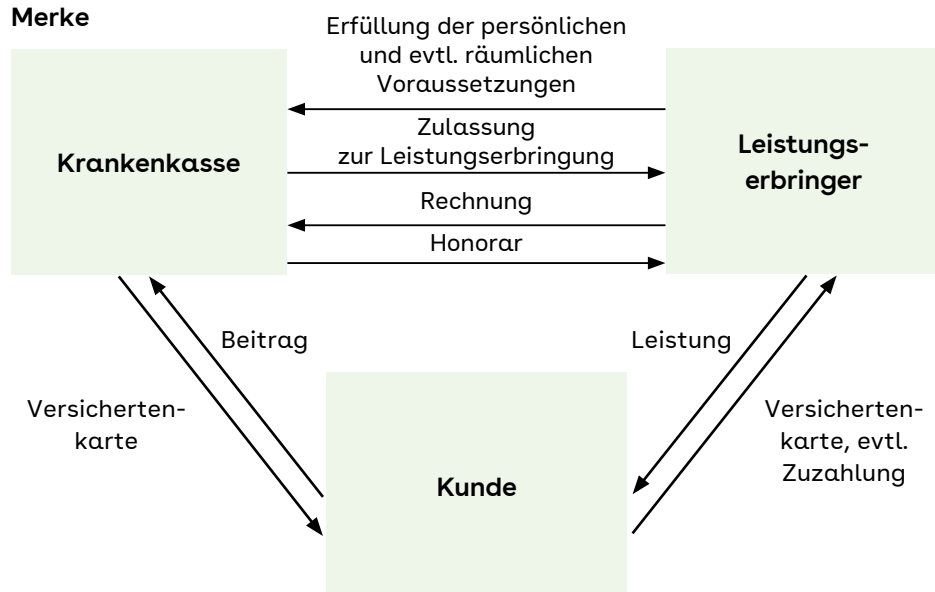 Merke
Erfüllung der persönlichen
und evtl. räumlichen
Voraussetzungen
Zulassung
zur Leistungserbringung
Rechnung
Honorar
Krankenkasse
Leistungs-
erbringer
Beitrag
Leistung
Versicherten-
karte
Versicherten-
karte, evtl.
Zuzahlung
Kunde